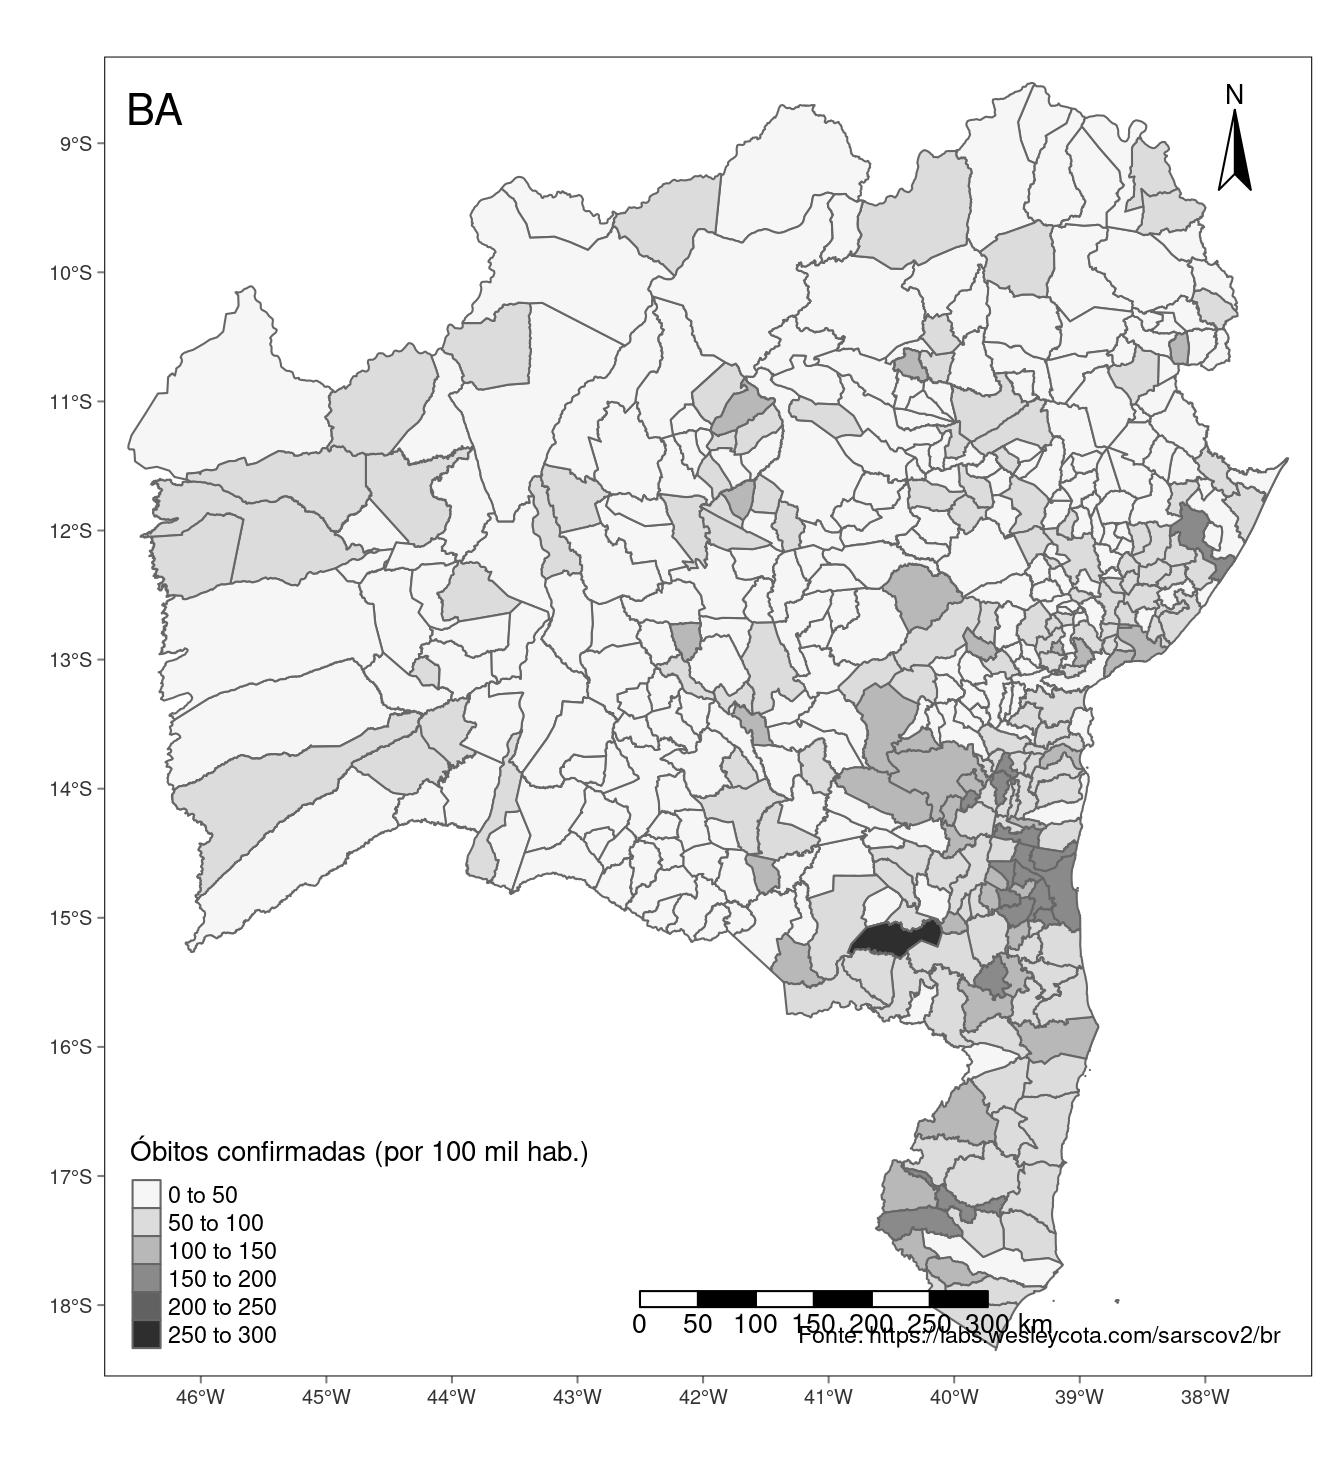 BA
N
9°S
10°S
11°S
12°S
13°S
14°S
15°S
16°S
17°S
18°S
Óbitos confirmadas (por 100 mil hab.)
0 to 50
50 to 100
100 to 150
150 to 200
200 to 250
250 to 300
0 50 100 150 200 250 300 km
Fonte: https://labs.wesleycota.com/sarscov2/br
46°W 45°W 44°W 43°W 42°W 41°W 40°W 39°W 38°W